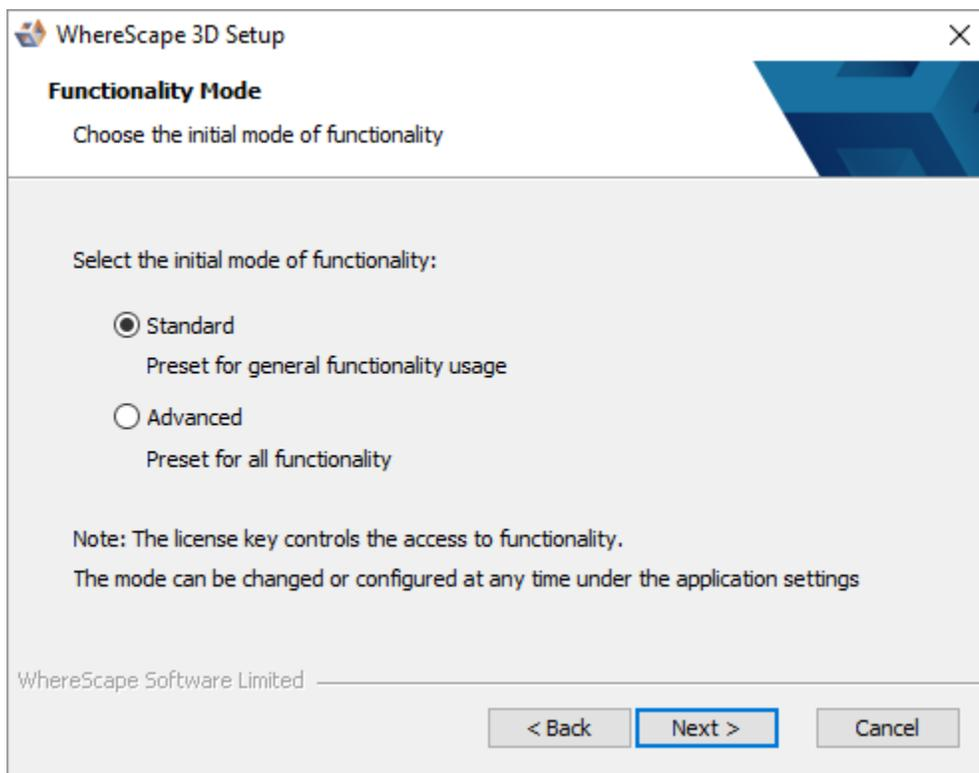 WhereScape 3D Setup
Functionality Mode
Choose the initial mode of functionality
Select the initial mode of functionality:
Standard
Preset for general functionality usage
Advanced
Preset for all functionality
Note: The license key controls the access to functionality.
The mode can be changed or configured at any time under the application settings
WhereScape Software Limited
< Back Next > Cancel